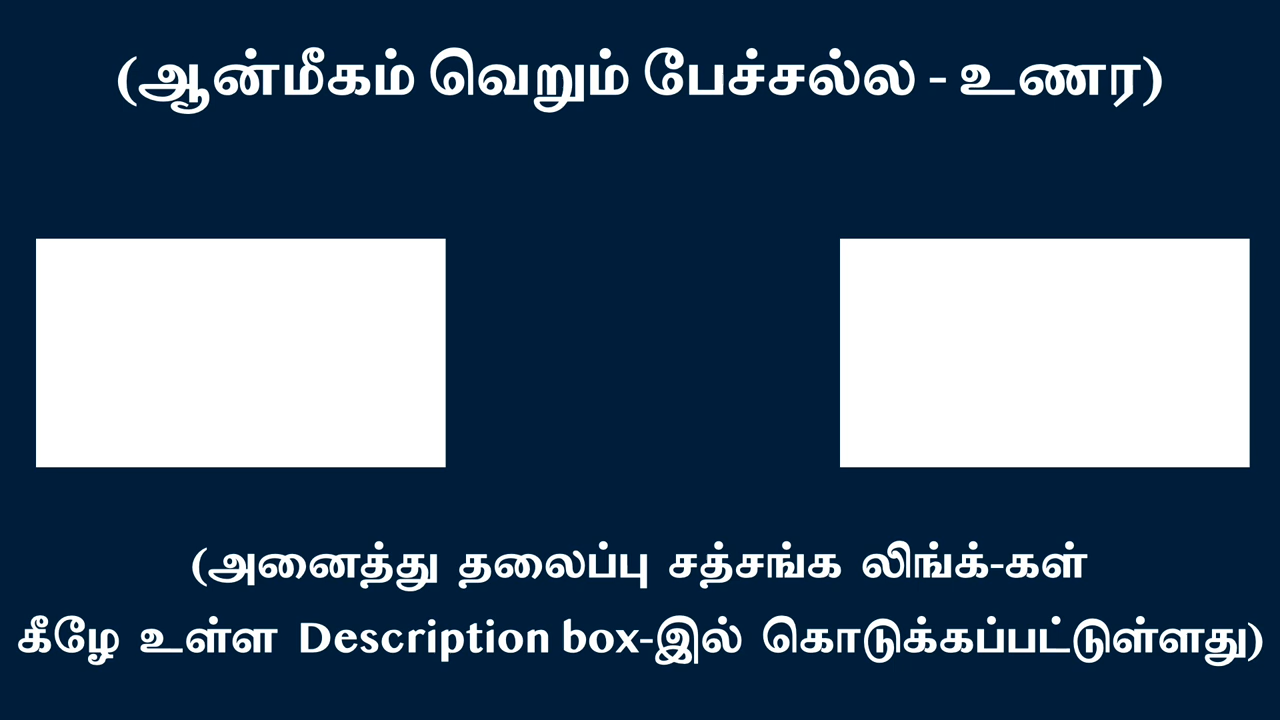 (ஆன்மீகம் வெறும் பேச்சல்ல - உணர)
(அனைத்து தலைப்பு சத்சங்க லிங்க்-கள்
கீழே உள்ள Description box-இல் கொடுக்கப்பட்டுள்ளது)